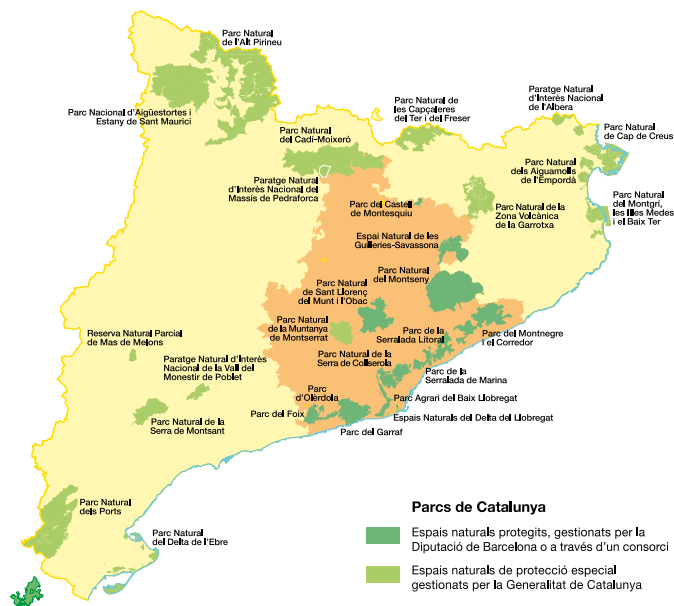 Parc Natural
de l'Alt Pirineu
Parc Nacional d'Aigüestortes i
Estany de Sant Maurici
Parc Natural
del Cadí-Moixeró
Parc Natural de
les Capçaleres
del Ter i del Freser
Paratge Natural
d'Interès Nacional de
l'Albera
Parc Natural
de Cap de Creus
Parc Natural
dels Aiguamolls
de l'Empordà
Paratge Natural
d'Interès Nacional del
Massís de Pedraforca
Parc del Castell
de Montesquiu
Parc Natural de la
Zona Volcànica
de la Garrotxa
Parc Natural
del Montgrí,
les Illes Medes
i el Baix Ter
Espai Natural de les
Guilleries-Savassona
Parc Natural
del Montseny
Parc Natural
de Sant Llorenç
del Munt i l'Obac
Parc Natural
de la Muntanya
de Montserrat
Parc de la
Serralada Litoral
Parc del Montnegre
i el Corredor
Reserva Natural Parcial
de Mas de Melons
Paratge Natural d'Interès
Nacional de la Vall del
Monestir de Poblet
Parc Natural de la
Serra de Collserola
Parc de la
Serralada de Marina
Parc
d'Olèrdola
Parc Agrari del Baix Llobregat
Parc del Foix
Espais Naturals del Delta del Llobregat
Parc Natural de la
Serra de Montsant
Parc del Garraf
Parc Natural
dels Ports
Parc Natural
del Delta de l'Ebre
Parcs de Catalunya
Espais naturals protegits, gestionats per la
Diputació de Barcelona o a través d'un consorci
Espais naturals de protecció especial
gestionats per la Generalitat de Catalunya